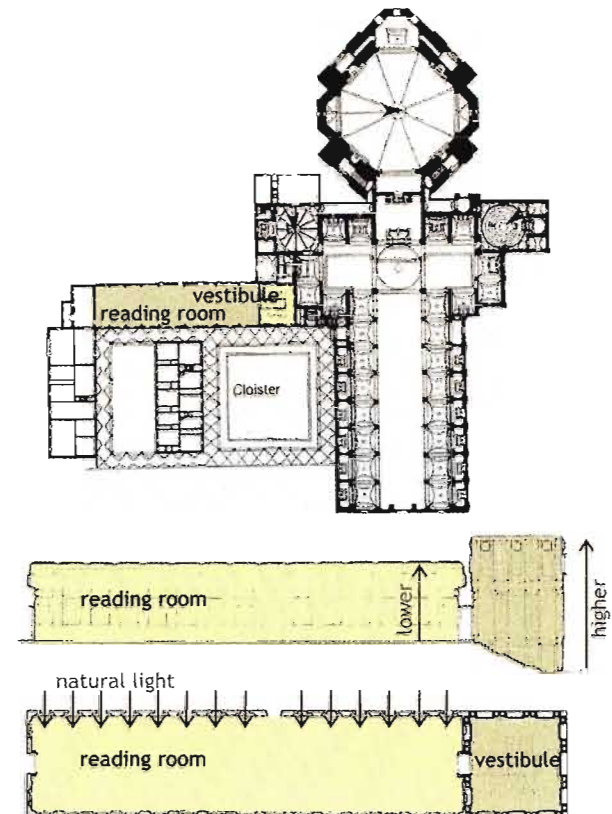 vestibule
reading room
Cloister
reading room
lower
higher
natural light
reading room
vestibule